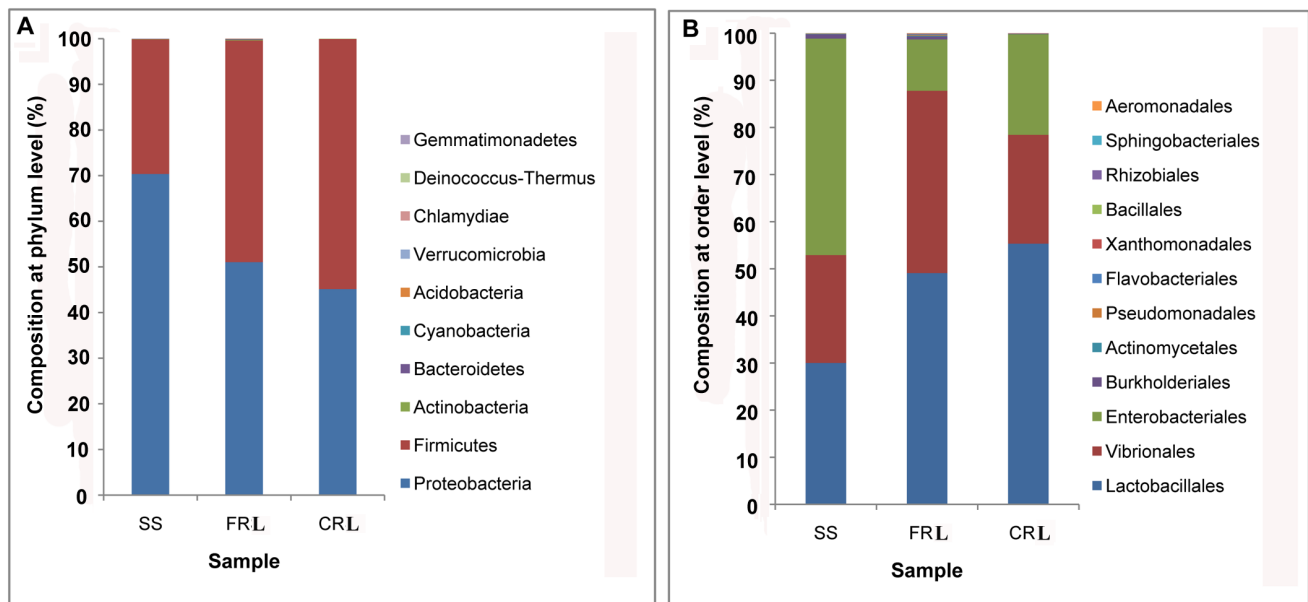 A
Composition at phylum level (%)
100
90
80
70
60
50
40
30
20
10
0
SS
FRL
CRL
Sample
Gemmatimonadetes
Deinococcus-Thermus
Chlamydiae
Verrucomicrobia
Acidobacteria
Cyanobacteria
Bacteroidetes
Actinobacteria
Firmicutes
Proteobacteria
B
Composition at order level (%)
100
90
80
70
60
50
40
30
20
10
0
SS
FRL
CRL
Sample
Aeromonadales
Sphingobacteriales
Rhizobiales
Bacillales
Xanthomonadales
Flavobacteriales
Pseudomonadales
Actinomycetales
Burkholderiales
Enterobacteriales
Vibrionales
Lactobacillales